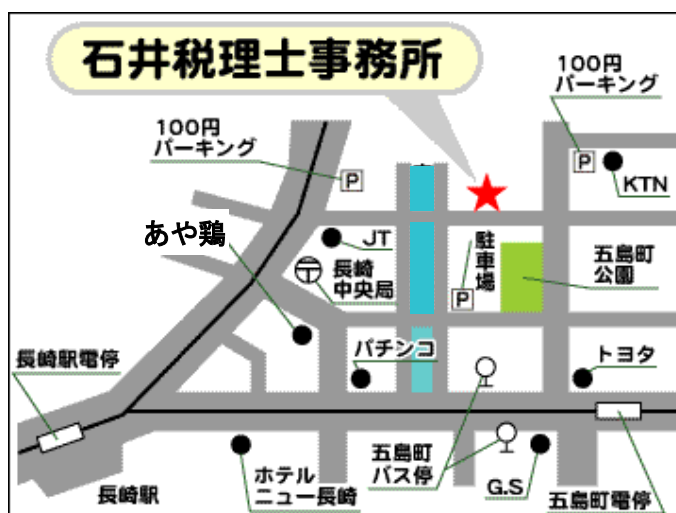 石井税理士事務所
100円
パーキング
100円
パーキング
P
P
KTN
あや鶏
JT
〒
長崎
中央局
駐車場
P
五島町
公園
長崎駅電停
パチンコ
トヨタ
長崎駅
ホテル
ニュー長崎
五島町
バス停
G.S
五島町電停